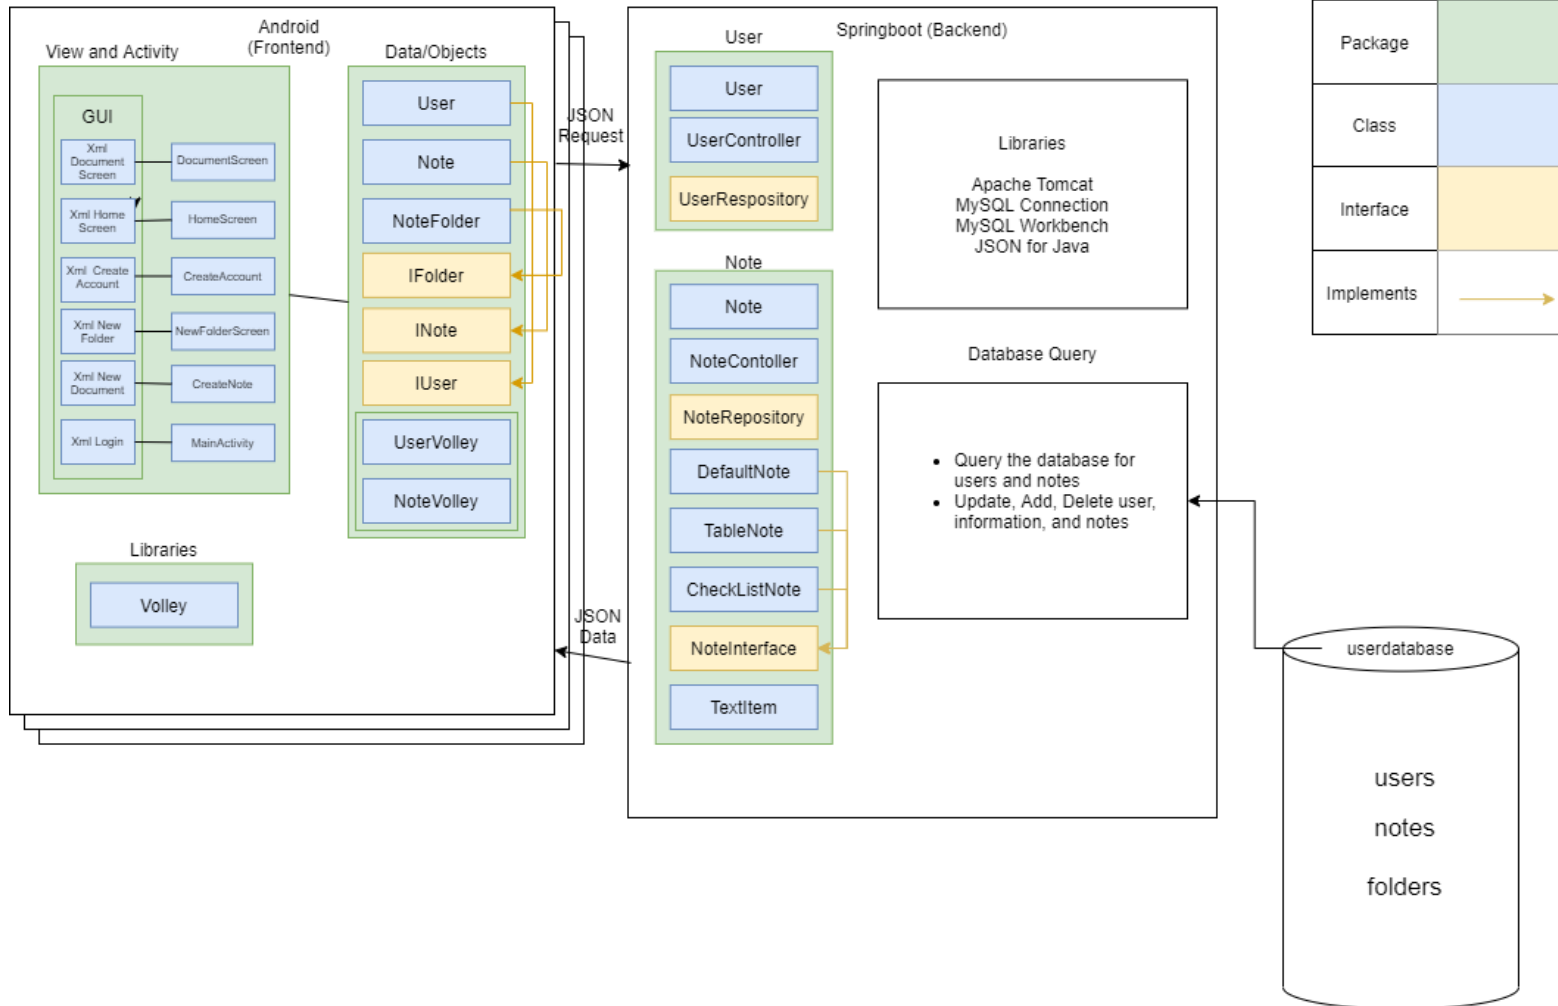 Android
(Frontend)
View and Activity
GUI
Xml
Document
Screen
DocumentScreen
Xml Home
Screen
HomeScreen
Xml Create
Account
CreateAccount
Xml New
Folder
NewFolderScreen
Xml New
Document
CreateNote
Xml Login
MainActivity
Data/Objects
User
Note
NoteFolder
IFolder
INote
IUser
UserVolley
NoteVolley
Libraries
Volley
JSON
Request
JSON
Data
Springboot (Backend)
User
User
UserController
UserRespository
Note
Note
NoteContoller
NoteRepository
DefaultNote
TableNote
CheckListNote
NoteInterface
TextItem
Libraries
Apache Tomcat
MySQL Connection
MySQL Workbench
JSON for Java
Database Query
• Query the database for
users and notes
• Update, Add, Delete user,
information, and notes
Package
Class
Interface
Implements
userdatabase
users
notes
folders